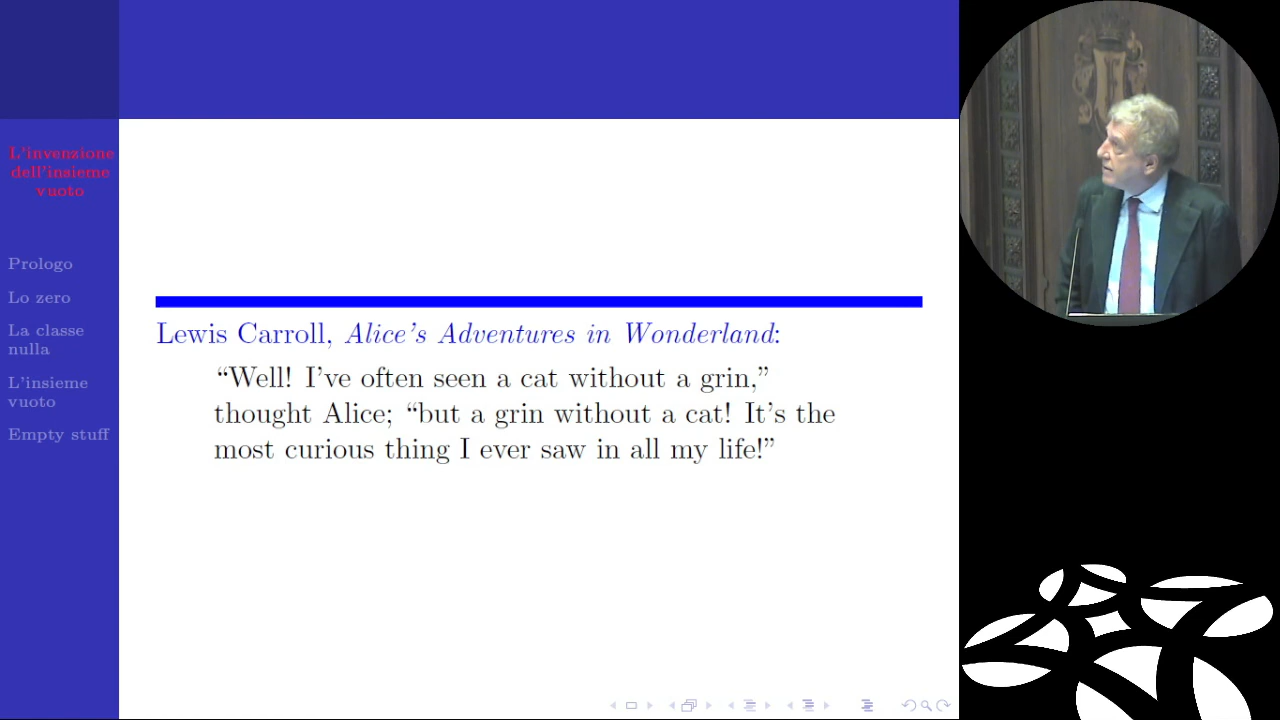 L'invenzione
dell'insieme
vuoto
Prologo
Lo zero
La classe
nulla
L'insieme
vuoto
Empty stuff
Lewis Carroll, Alice's Adventures in Wonderland:
“Well! I've often seen a cat without a grin,”
thought Alice; “but a grin without a cat! It's the
most curious thing I ever saw in all my life!”